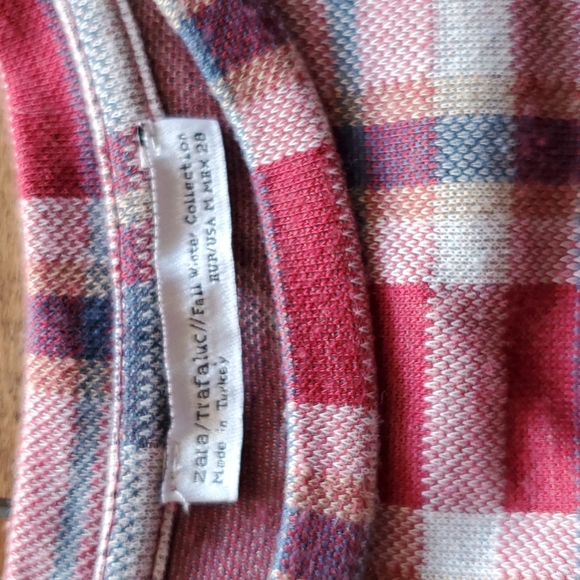 Zara/Trafaluc//Fall Winter Collection
EUR/USA M MEX 28
Made in Turkey